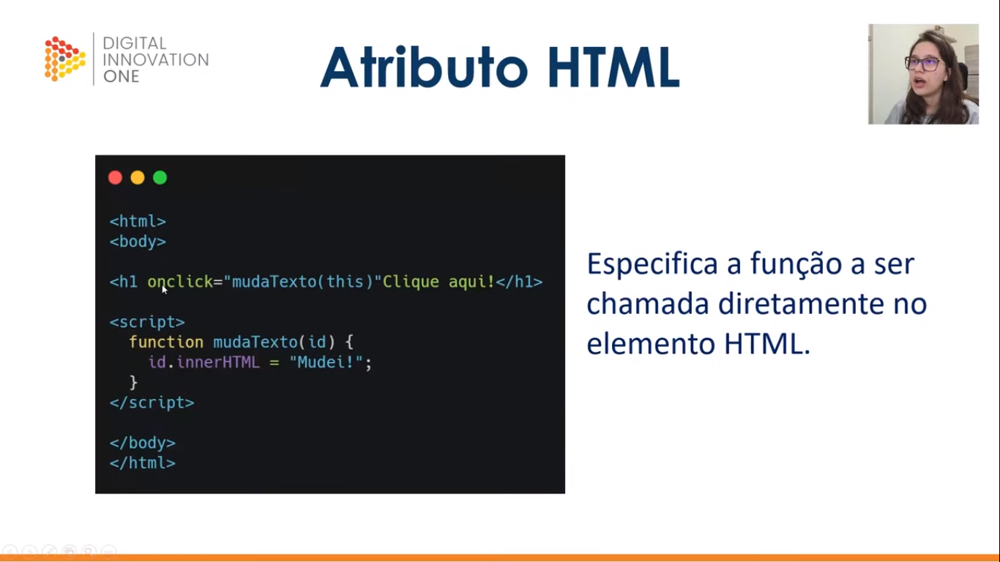 DIGITAL
INNOVATION
ONE
Atributo HTML
<html>
<body>
<h1 onclick="mudaTexto(this)"Clique aqui!</h1>
<script>
function mudaTexto(id) {
id.innerHTML = "Mudei!";
}
</script>
</body>
</html>
Especifica a função a ser
chamada diretamente no
elemento HTML.